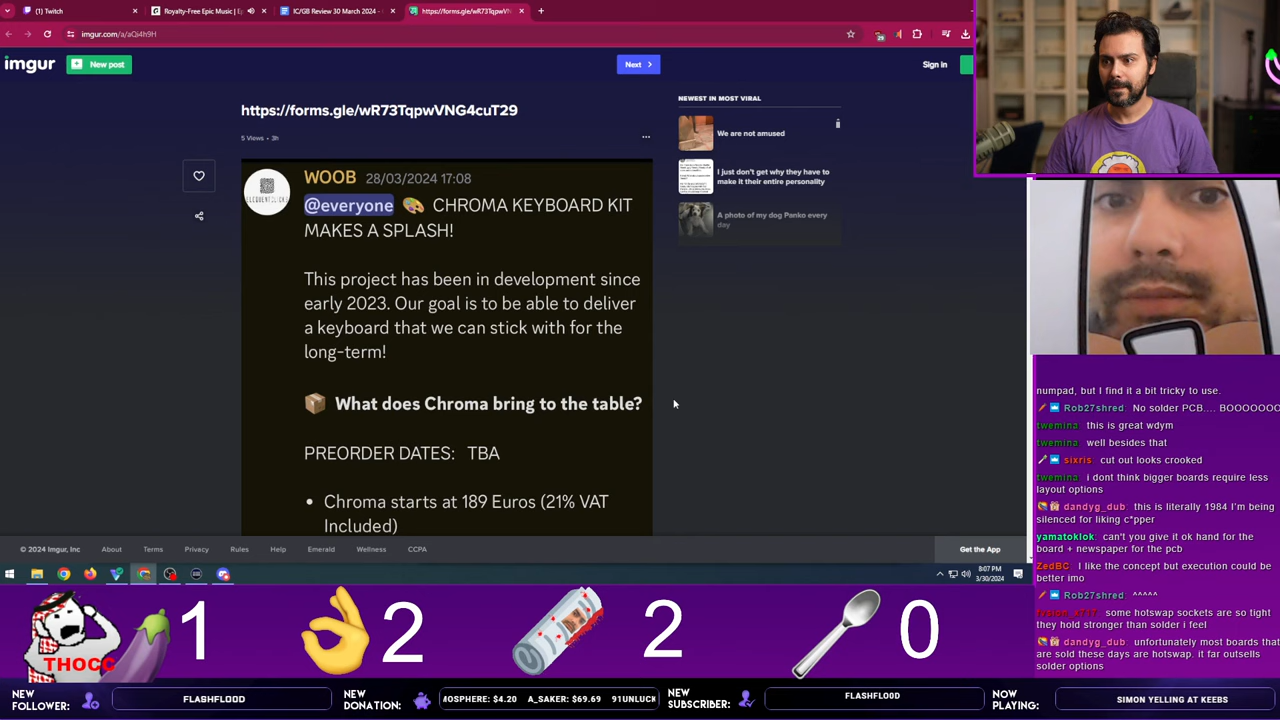 (1) Twitch
Royalty-Free Epic Music | E
IC/GB Review 30 March 2024 -
https://forms.gle/wR73TqpwVN
imgur.com/a/aQi4h9H
imgur
New post
Next
Sign in
https://forms.gle/wR73TqpwVNG4cuT29
5 Views • 3h
NEWEST IN MOST VIRAL
We are not amused
I just don't get why they have to
make it their entire personality
A photo of my dog Panko every
day
WOOB 28/03/2024 17:08
@everyone 🎨 CHROMA KEYBOARD KIT
MAKES A SPLASH!
This project has been in development since
early 2023. Our goal is to be able to deliver
a keyboard that we can stick with for the
long-term!
📦 What does Chroma bring to the table?
PREORDER DATES: TBA
• Chroma starts at 189 Euros (21% VAT
Included)
© 2024 Imgur, Inc About Terms Privacy Rules Help Emerald Wellness CCPA
Get the App
8:07 PM
3/30/2024
numpad, but I find it a bit tricky to use.
Rob27shred: No solder PCB.... BOOOOOOO
twemina: this is great wdym
twemina: well besides that
sixris: cut out looks crooked
twemina: i dont think bigger boards require less
layout options
dandyg_dub: this is literally 1984 I'm being
silenced for liking c*pper
yamatoklok: can't you give it ok hand for the
board + newspaper for the pcb
ZedBC: I like the concept but execution could be
better imo
Rob27shred: ^^^^^
some hotswap sockets are so tight
they hold stronger than solder i feel
dandyg_dub: unfortunately most boards that
are sold these days are hotswap. it far outsells
solder options
THOCC
1
2
2
0
NEW
FOLLOWER:
FLASHFLOOD
NEW
DONATION:
OSPHERE: $4.20 A_SAKER: $69.69 91UNLUCK
NEW
SUBSCRIBER:
FLASHFLOOD
NOW
PLAYING:
SIMON YELLING AT KEEBS